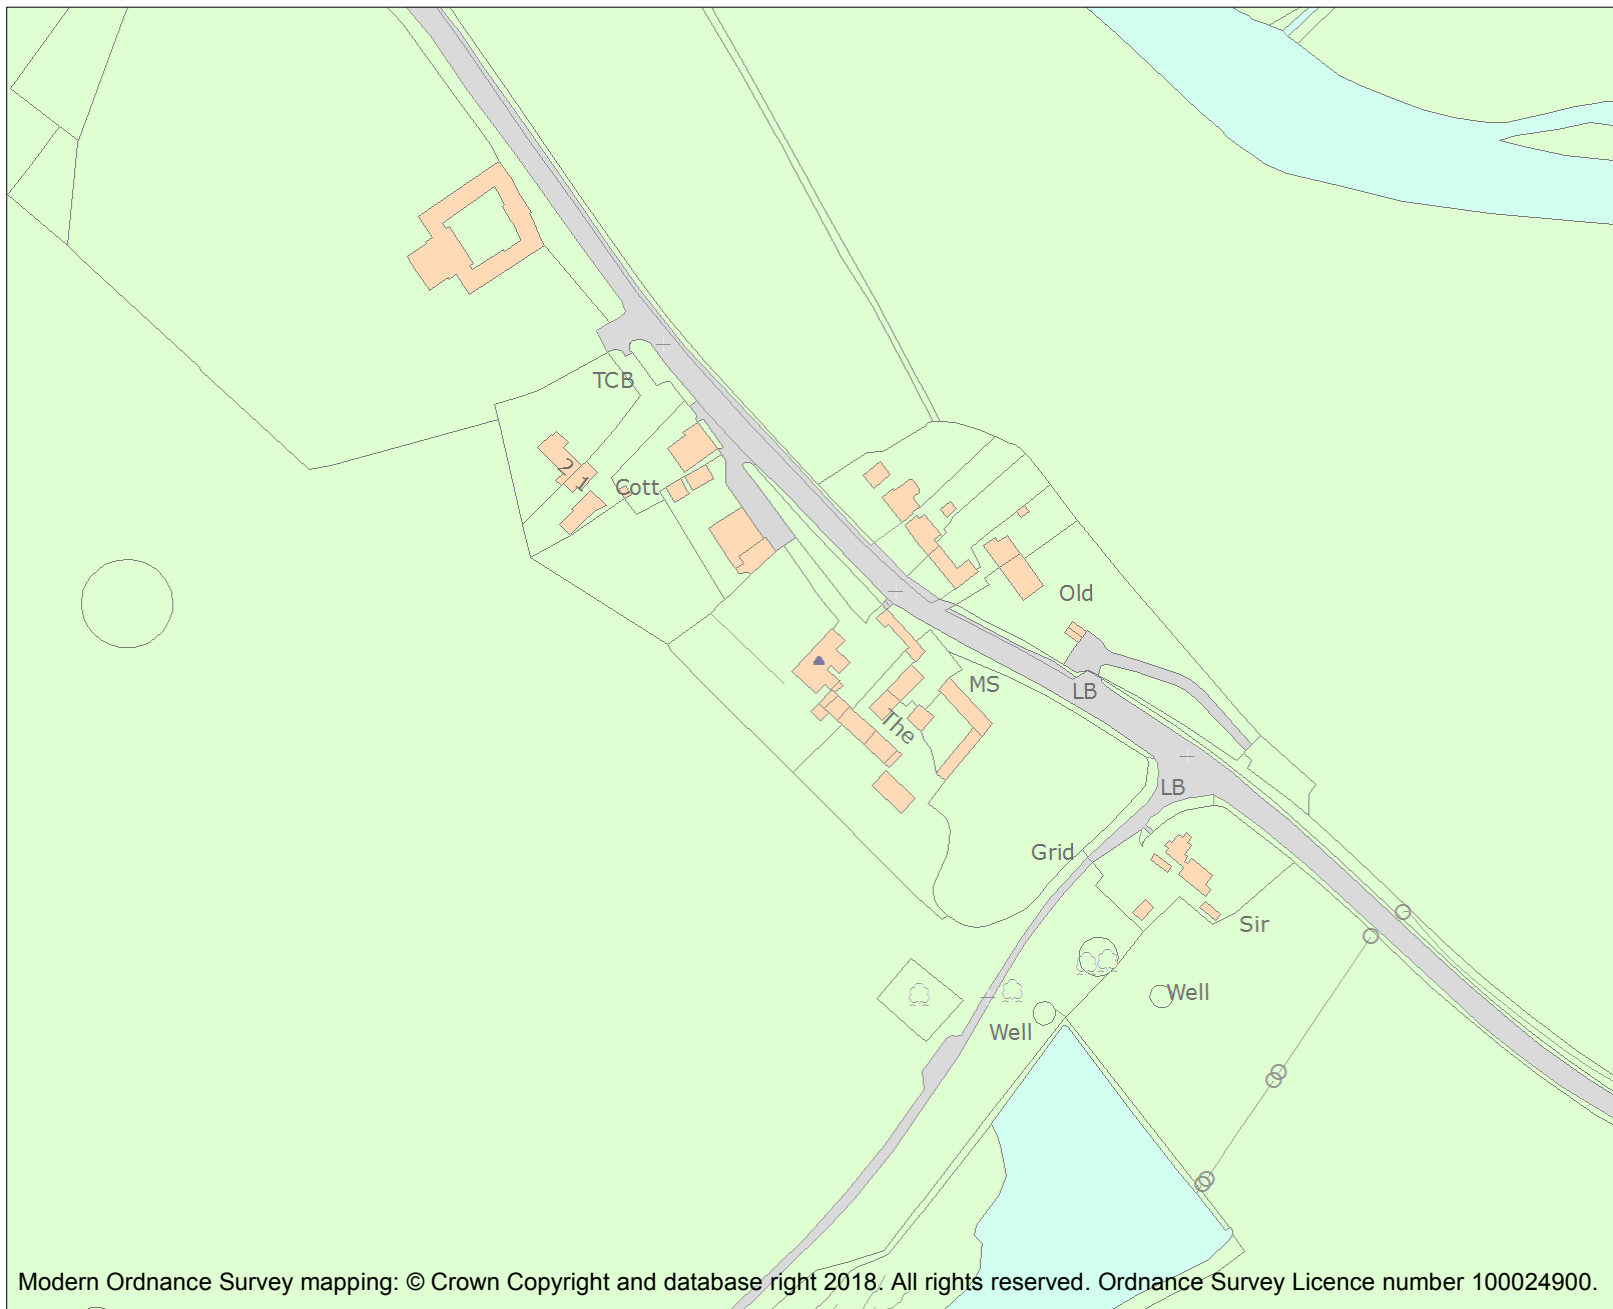 TCB
2
1
Cott
Old
MS
LB
The
LB
Grid
Sir
Well
Well
Modern Ordnance Survey mapping: © Crown Copyright and database right 2018. All rights reserved. Ordnance Survey Licence number 100024900.